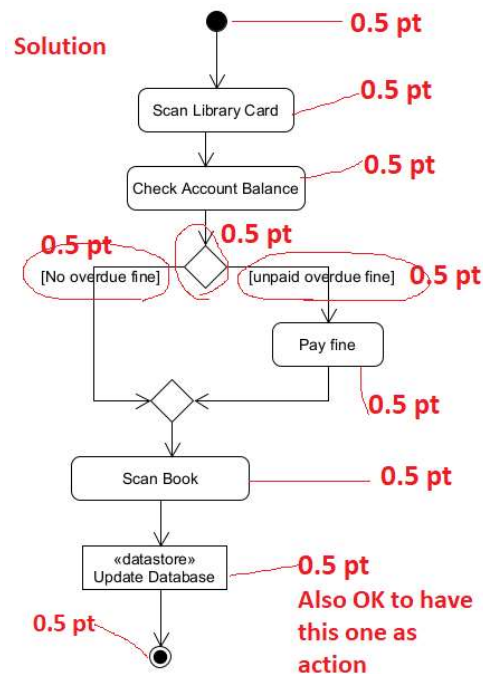 0.5 pt
Solution
Scan Library Card
0.5 pt
Check Account Balance
0.5 pt
0.5 pt
0.5 pt
[No overdue fine]
[unpaid overdue fine]
0.5 pt
Pay fine
0.5 pt
Scan Book
0.5 pt
«datastore»
Update Database
0.5 pt
Also OK to have
this one as
action
0.5 pt